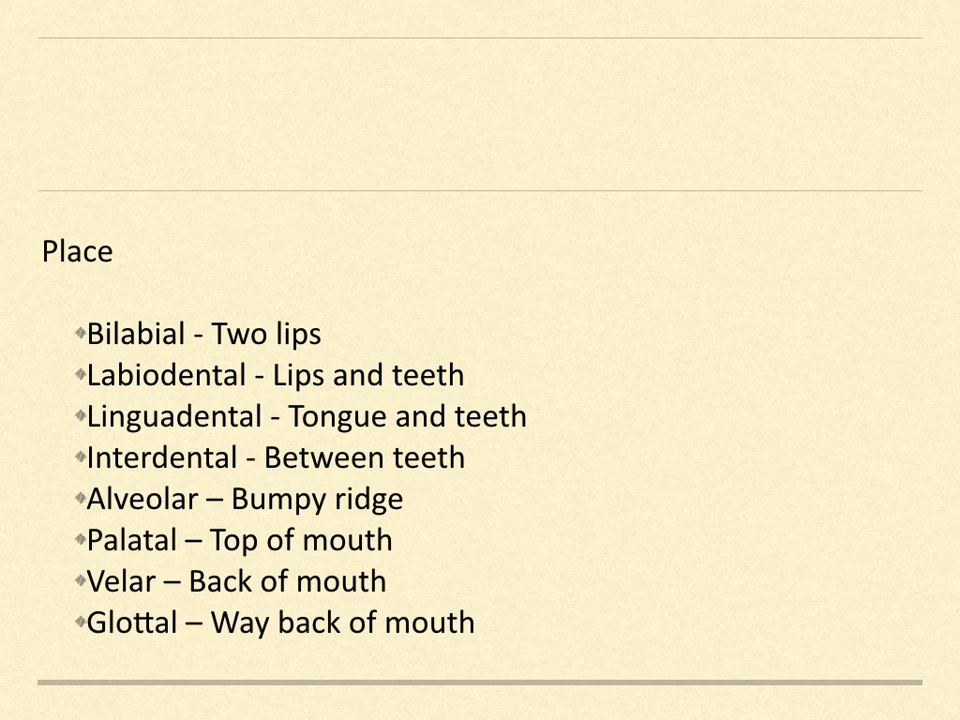 Place
Bilabial - Two lips
Labiodental - Lips and teeth
Linguadental - Tongue and teeth
Interdental - Between teeth
Alveolar – Bumpy ridge
Palatal – Top of mouth
Velar – Back of mouth
Glottal – Way back of mouth